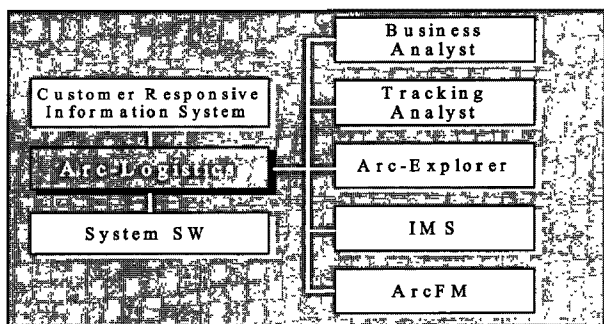 Customer Responsive
Information System
Arc-Logistics
System SW
Business
Analyst
Tracking
Analyst
Arc-Explorer
IMS
ArcFM